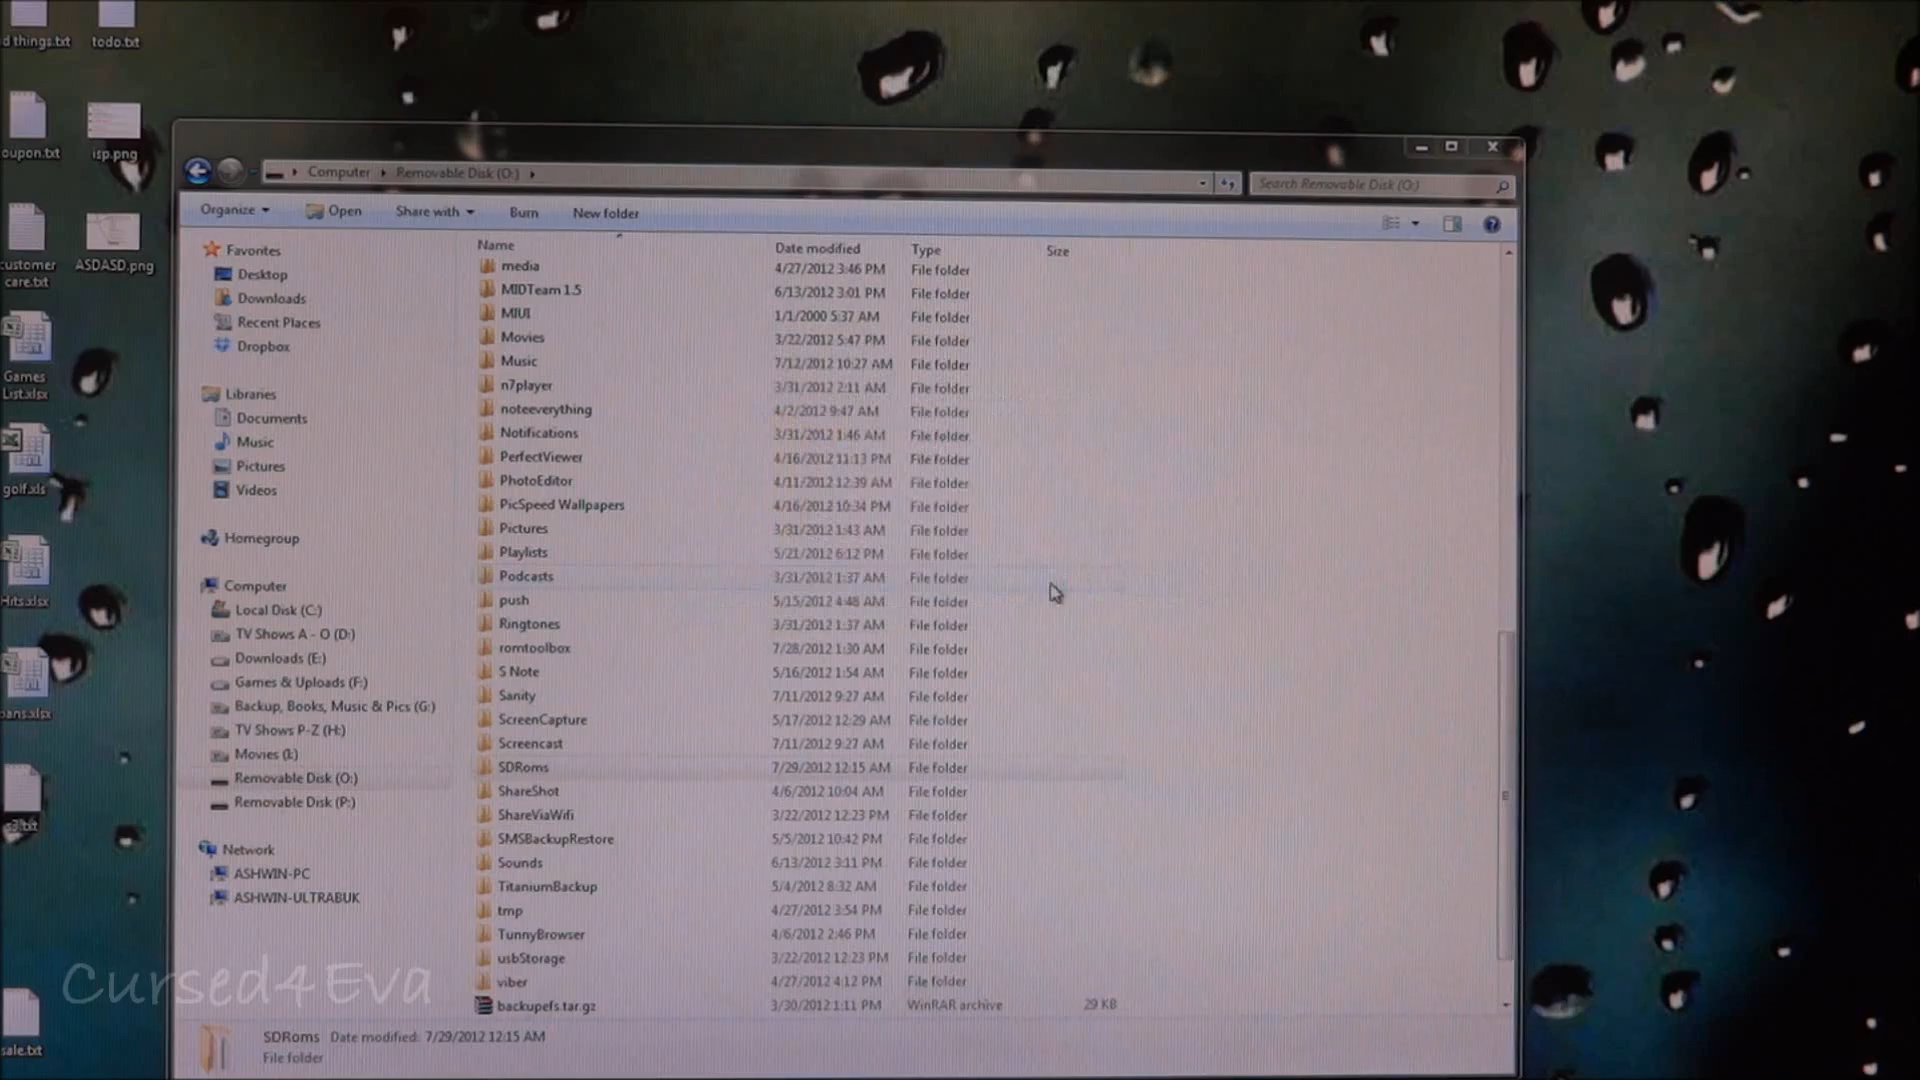 d things.txt
todo.txt
oupon.txt
isp.png
customer
care.txt
ASDASD.png
Games
List.xlsx
golf.xls
Hits.xlsx
bans.xlsx
s3.txt
sale.txt
Computer
Removable Disk (O:)
Search Removable Disk (O:)
Organize
Open
Share with
Burn
New folder
Favorites
Desktop
Downloads
Recent Places
Dropbox
Libraries
Documents
Music
Pictures
Videos
Homegroup
Computer
Local Disk (C:)
TV Shows A - O (D:)
Downloads (E:)
Games & Uploads (F:)
Backup, Books, Music & Pics (G:)
TV Shows P-Z (H:)
Movies (I:)
Removable Disk (O:)
Removable Disk (P:)
Network
ASHWIN-PC
ASHWIN-ULTRABUK
Name Date modified Type Size
media 4/27/2012 3:46 PM File folder
MIDTeam 1.5 6/13/2012 3:01 PM File folder
MIUI 1/1/2000 5:37 AM File folder
Movies 3/22/2012 5:47 PM File folder
Music 7/12/2012 10:27 AM File folder
n7player 3/31/2012 2:11 AM File folder
noteeverything 4/2/2012 9:47 AM File folder
Notifications 3/31/2012 1:46 AM File folder
PerfectViewer 4/16/2012 11:13 PM File folder
PhotoEditor 4/11/2012 12:39 AM File folder
PicSpeed Wallpapers 4/16/2012 10:34 PM File folder
Pictures 3/31/2012 1:43 AM File folder
Playlists 5/21/2012 6:12 PM File folder
Podcasts 3/31/2012 1:37 AM File folder
push 5/15/2012 4:48 AM File folder
Ringtones 3/31/2012 1:37 AM File folder
romtoolbox 7/28/2012 1:30 AM File folder
S Note 5/16/2012 1:54 AM File folder
Sanity 7/11/2012 9:27 AM File folder
ScreenCapture 5/17/2012 12:29 AM File folder
Screencast 7/11/2012 9:27 AM File folder
SDRoms 7/29/2012 12:15 AM File folder
ShareShot 4/6/2012 10:04 AM File folder
ShareViaWifi 3/22/2012 12:23 PM File folder
SMSBackupRestore 5/5/2012 10:42 PM File folder
Sounds 6/13/2012 3:11 PM File folder
TitaniumBackup 5/4/2012 8:32 AM File folder
tmp 4/27/2012 3:54 PM File folder
TunnyBrowser 4/6/2012 2:46 PM File folder
usbStorage 3/22/2012 12:23 PM File folder
viber 4/27/2012 4:12 PM File folder
backupefs.tar.gz 3/30/2012 1:11 PM WinRAR archive 29 KB
SDRoms Date modified: 7/29/2012 12:15 AM
File folder
Cursed4Eva